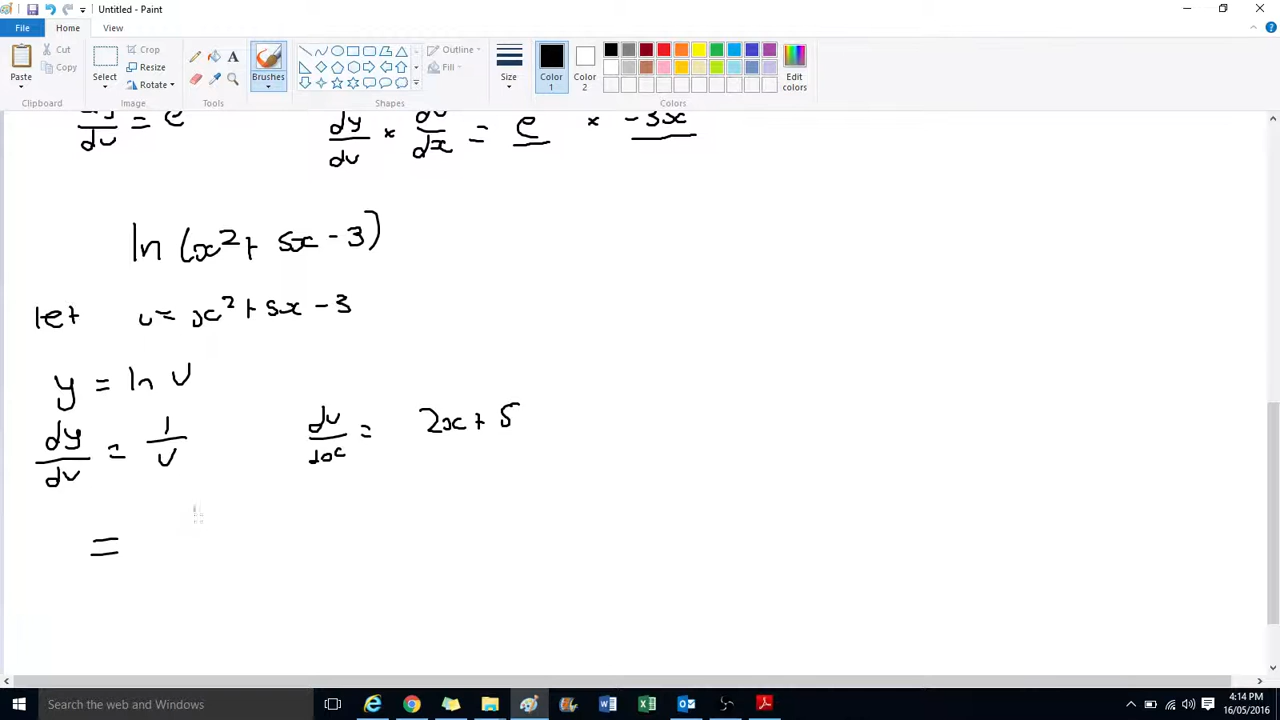 Untitled - Paint
File Home View
Paste Cut Copy Select Crop Resize Rotate Brushes Outline Fill Size Color 1 Color 2 Edit colors
Clipboard Image Tools Shapes Colors
dy/du = e dy/du × du/dx = e × -3x
ln (x² + 5x - 3)
let u = x² + 5x - 3
y = ln u
dy/du = 1/u du/dx = 2x + 5
=
Search the web and Windows
4:14 PM
16/05/2016